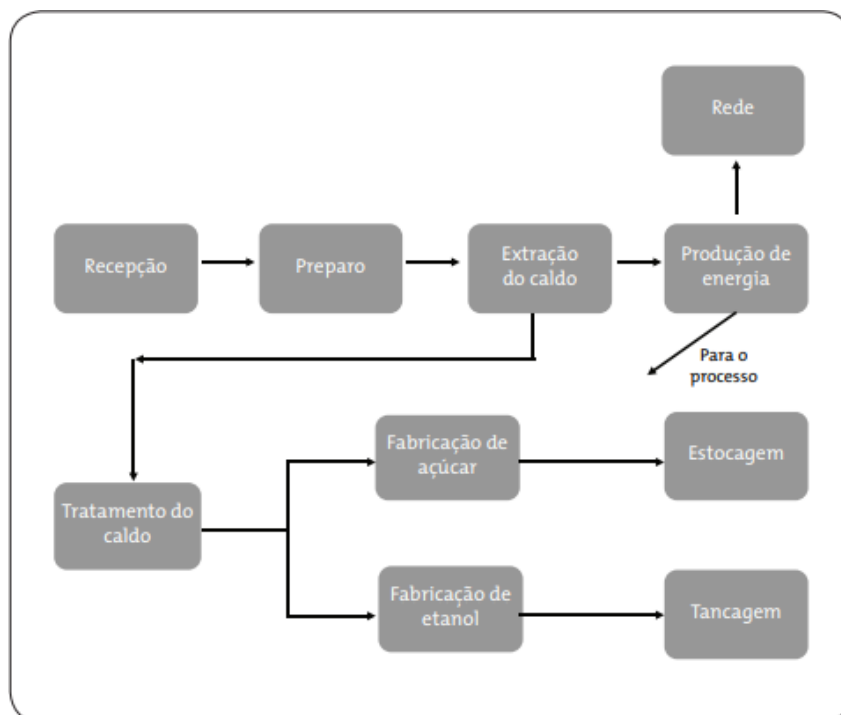 Rede
Recepção
Preparo
Extração
do caldo
Produção de
energia
Para o
processo
Fabricação de
açúcar
Estocagem
Tratamento do
caldo
Fabricação de
etanol
Tancagem